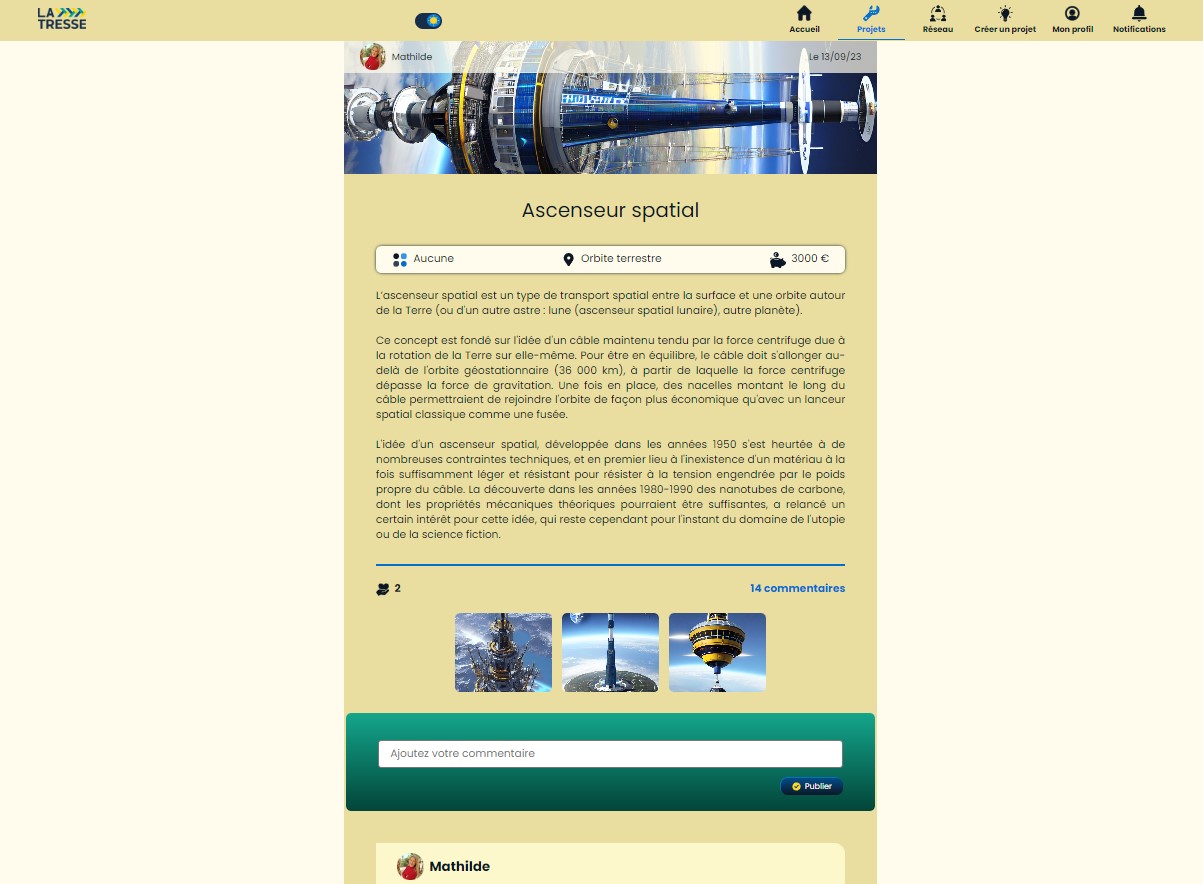 LA
TRESSE
Accueil
Projets
Réseau
Créer un projet
Mon profil
Notifications
Mathilde
Le 13/09/23
Ascenseur spatial
Aucune
Orbite terrestre
3000 €
L'ascenseur spatial est un type de transport spatial entre la surface et une orbite autour
de la Terre (ou d'un autre astre : lune (ascenseur spatial lunaire), autre planète).
Ce concept est fondé sur l'idée d'un câble maintenu tendu par la force centrifuge due à
la rotation de la Terre sur elle-même. Pour être en équilibre, le câble doit s'allonger au-
delà de l'orbite géostationnaire (36 000 km), à partir de laquelle la force centrifuge
dépasse la force de gravitation. Une fois en place, des nacelles montant le long du
câble permettraient de rejoindre l'orbite de façon plus économique qu'avec un lanceur
spatial classique comme une fusée.
L'idée d'un ascenseur spatial, développée dans les années 1950 s'est heurtée à de
nombreuses contraintes techniques, et en premier lieu à l'inexistence d'un matériau à la
fois suffisamment léger et résistant pour résister à la tension engendrée par le poids
propre du câble. La découverte dans les années 1980-1990 des nanotubes de carbone,
dont les propriétés mécaniques théoriques pourraient être suffisantes, a relancé un
certain intérêt pour cette idée, qui reste cependant pour l'instant du domaine de l'utopie
ou de la science fiction.
2
14 commentaires
Ajoutez votre commentaire
Publier
Mathilde